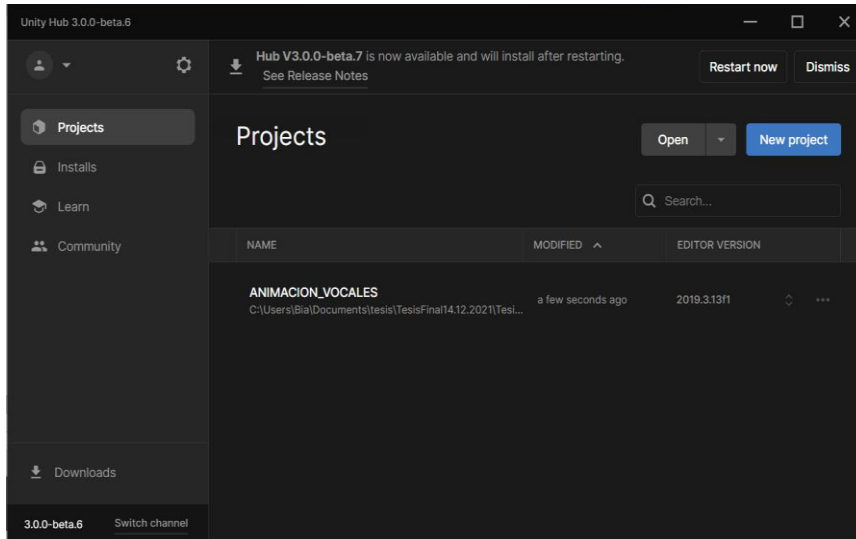 Unity Hub 3.0.0-beta.6
Hub V3.0.0-beta.7 is now available and will install after restarting.
See Release Notes
Restart now
Dismiss
Projects
Installs
Learn
Community
Downloads
3.0.0-beta.6
Switch channel
Projects
Open
New project
Search...
NAME
MODIFIED
EDITOR VERSION
ANIMACION_VOCALES
C:\Users\Bia\Documents\tesis\TesisFinal14.12.2021\Tesi...
a few seconds ago
2019.3.13f1